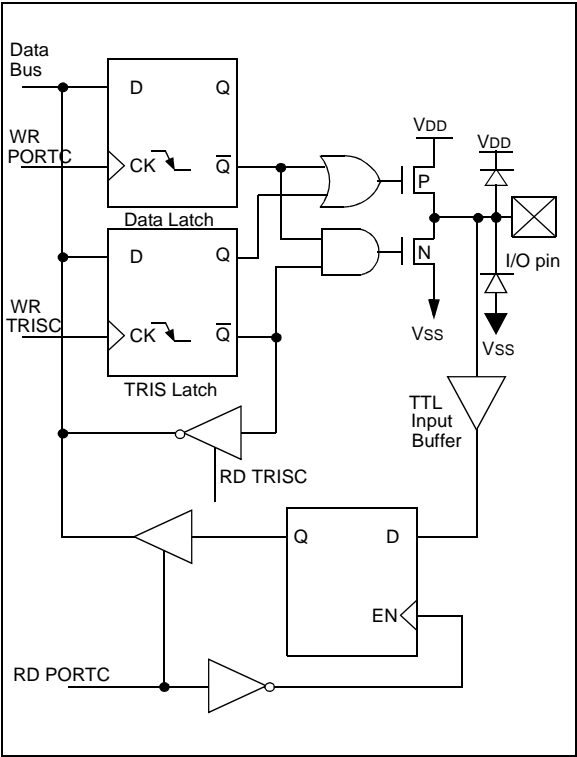 Data
Bus
D
Q
WR
PORTC
CK
Q̅
Data Latch
VDD
VDD
P
N
I/O pin
VSS
VSS
D
Q
WR
TRISC
CK
Q̅
TRIS Latch
TTL
Input
Buffer
RD TRISC
Q
D
EN
RD PORTC